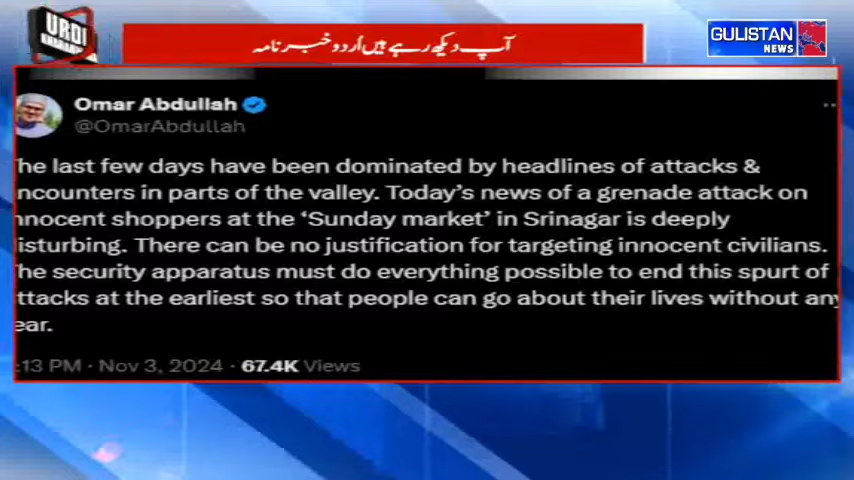 URDU
آپ دیکھ رہے ہیں اُردو خبرنامہ
GULISTAN
NEWS
Omar Abdullah
@OmarAbdullah
he last few days have been dominated by headlines of attacks &
ncounters in parts of the valley. Today's news of a grenade attack on
nnocent shoppers at the 'Sunday market' in Srinagar is deeply
isturbing. There can be no justification for targeting innocent civilians.
he security apparatus must do everything possible to end this spurt of
ttacks at the earliest so that people can go about their lives without any
ear.
:13 PM · Nov 3, 2024 · 67.4K Views